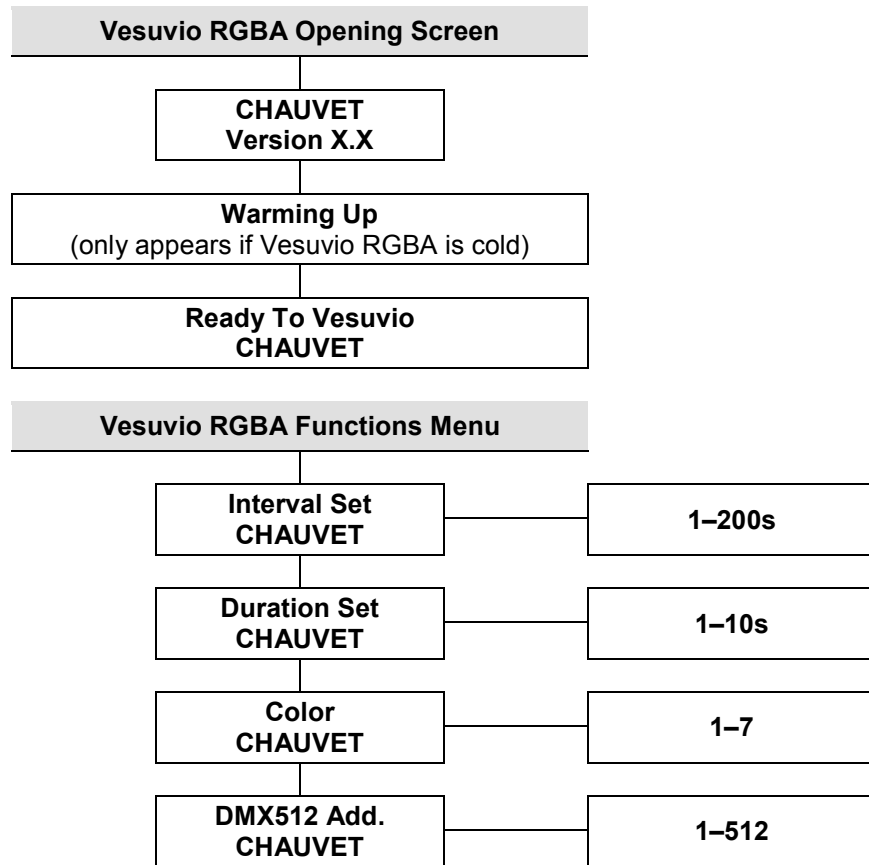 Vesuvio RGBA Opening Screen
CHAUVET
Version X.X
Warming Up
(only appears if Vesuvio RGBA is cold)
Ready To Vesuvio
CHAUVET
Vesuvio RGBA Functions Menu
Interval Set
CHAUVET
1–200s
Duration Set
CHAUVET
1–10s
Color
CHAUVET
1–7
DMX512 Add.
CHAUVET
1–512